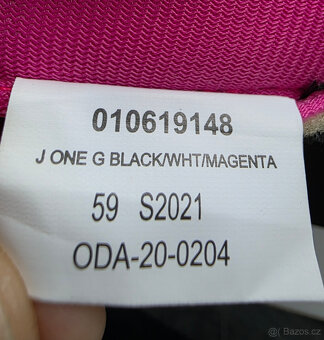 010619148
J ONE G BLACK/WHT/MAGENTA
59 S2021
ODA-20-0204
Bazos.cz